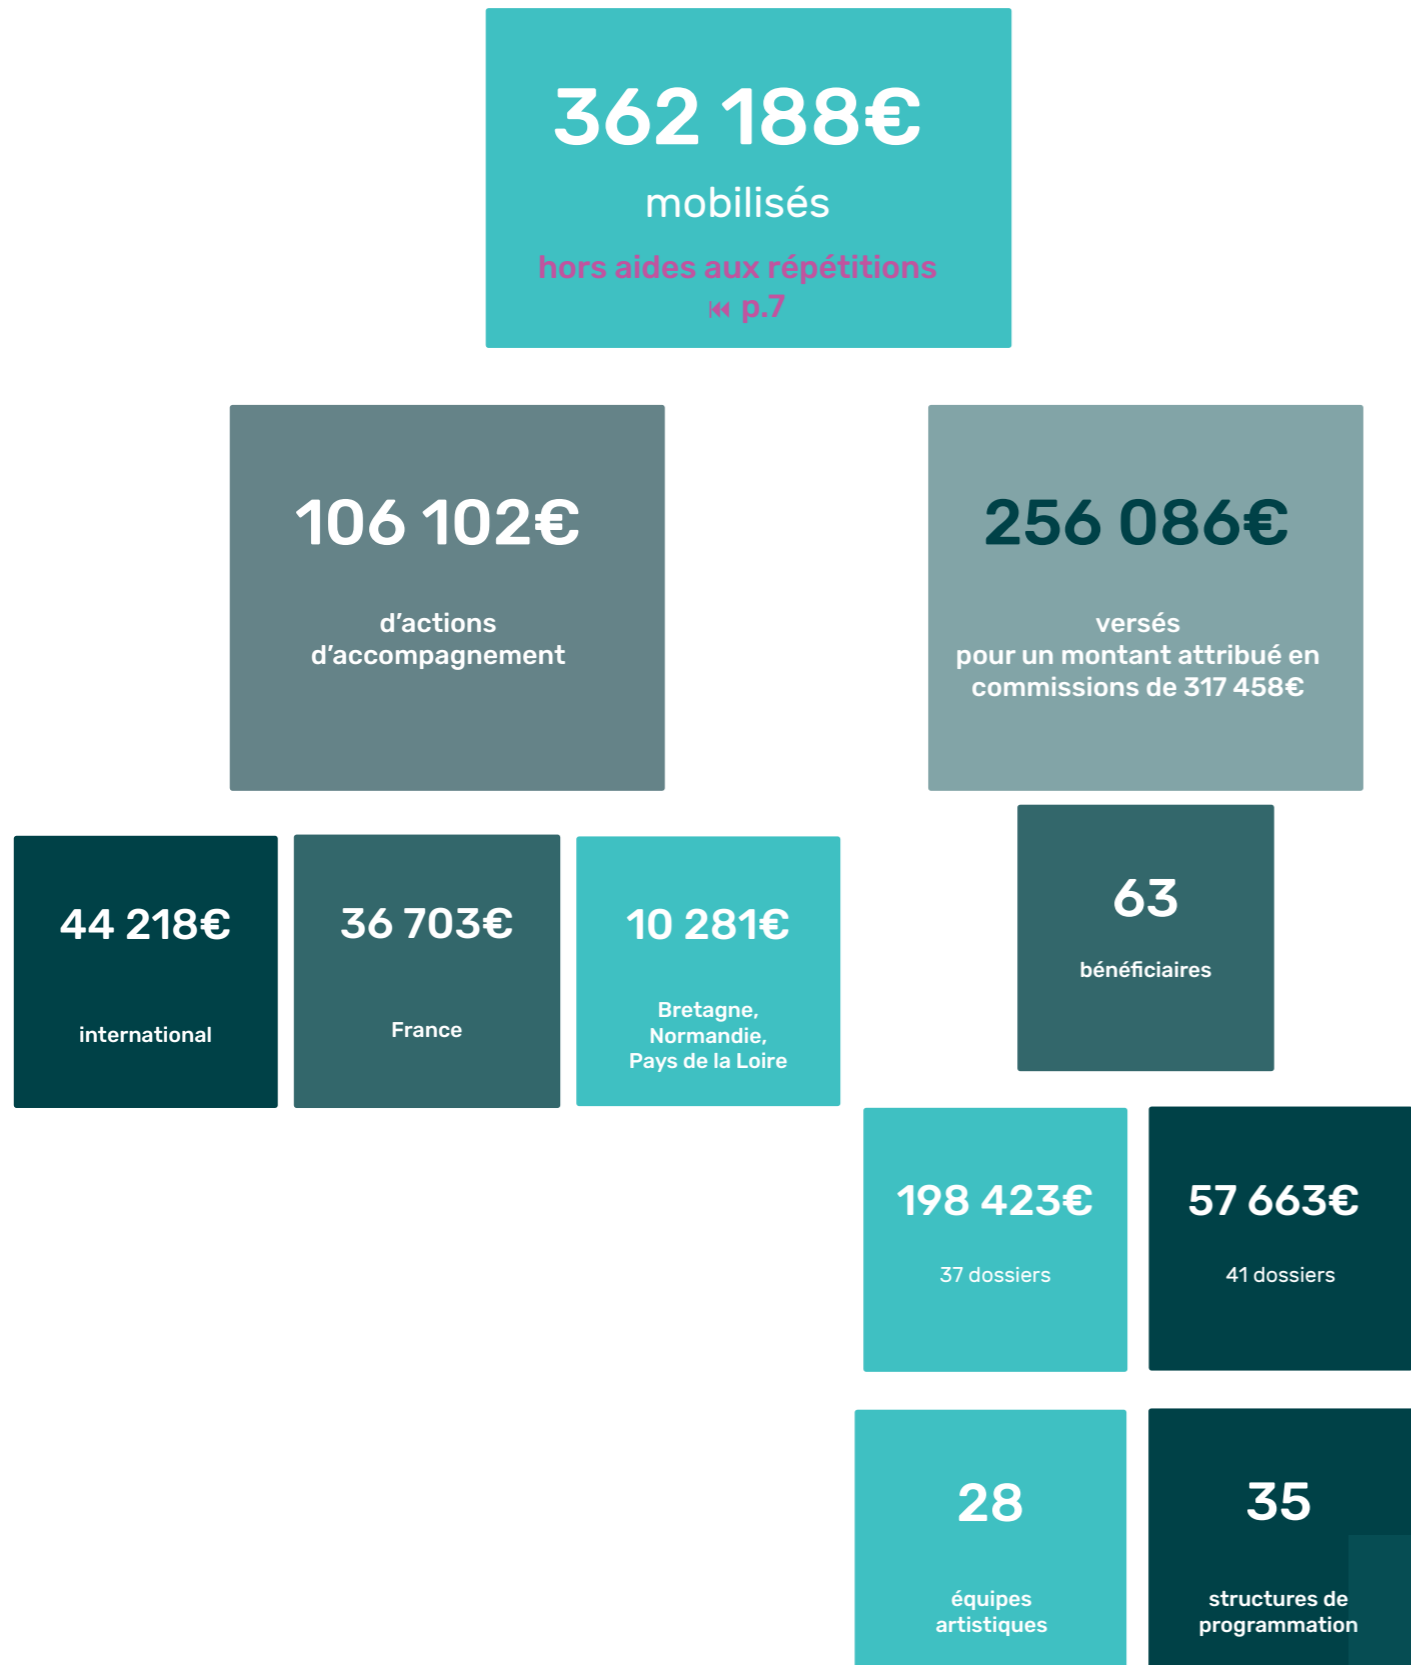 362 188€
mobilisés
hors aides aux répétitions
⏮ p.7
106 102€
d’actions
d’accompagnement
256 086€
versés
pour un montant attribué en
commissions de 317 458€
44 218€
international
36 703€
France
10 281€
Bretagne,
Normandie,
Pays de la Loire
63
bénéficiaires
198 423€
37 dossiers
57 663€
41 dossiers
28
équipes
artistiques
35
structures de
programmation